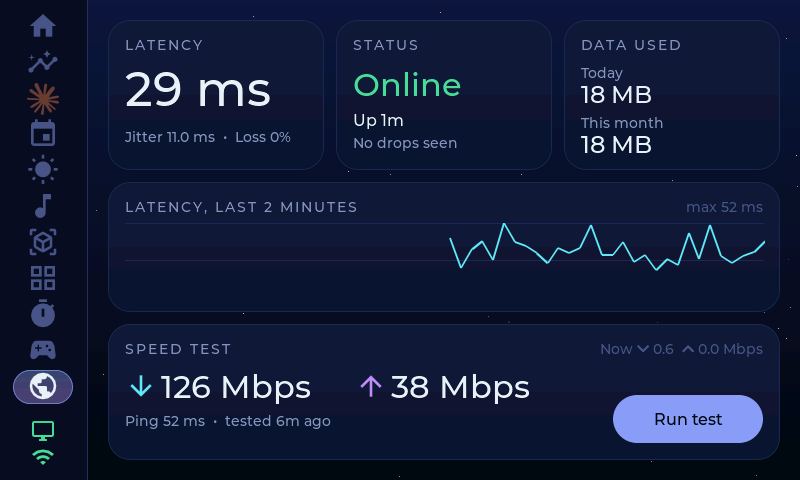 LATENCY
29 ms
Jitter 11.0 ms • Loss 0%
STATUS
Online
Up 1m
No drops seen
DATA USED
Today
18 MB
This month
18 MB
LATENCY, LAST 2 MINUTES
max 52 ms
SPEED TEST
Now 0.6 0.0 Mbps
126 Mbps
38 Mbps
Ping 52 ms • tested 6m ago
Run test